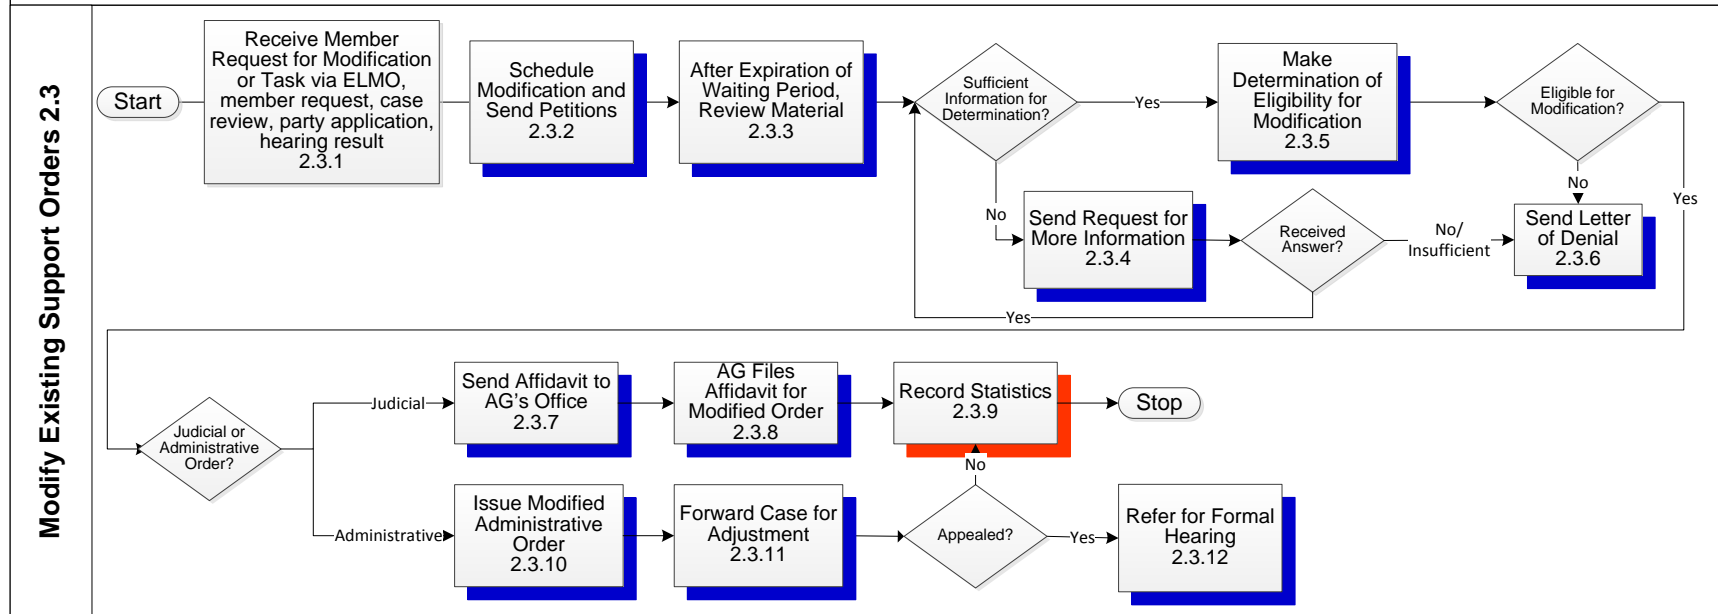 Modify Existing Support Orders 2.3
Start
Receive Member
Request for Modification
or Task via ELMO,
member request, case
review, party application,
hearing result
2.3.1
Schedule
Modification and
Send Petitions
2.3.2
After Expiration of
Waiting Period,
Review Material
2.3.3
Sufficient
Information for
Determination?
Yes
Make
Determination of
Eligibility for
Modification
2.3.5
Eligible for
Modification?
No
Yes
No
Send Request for
More Information
2.3.4
Received
Answer?
No/
Insufficient
Send Letter
of Denial
2.3.6
Yes
Judicial or
Administrative
Order?
Judicial
Send Affidavit to
AG's Office
2.3.7
AG Files
Affidavit for
Modified Order
2.3.8
Record Statistics
2.3.9
Stop
No
Administrative
Issue Modified
Administrative
Order
2.3.10
Forward Case for
Adjustment
2.3.11
Appealed?
Yes
Refer for Formal
Hearing
2.3.12